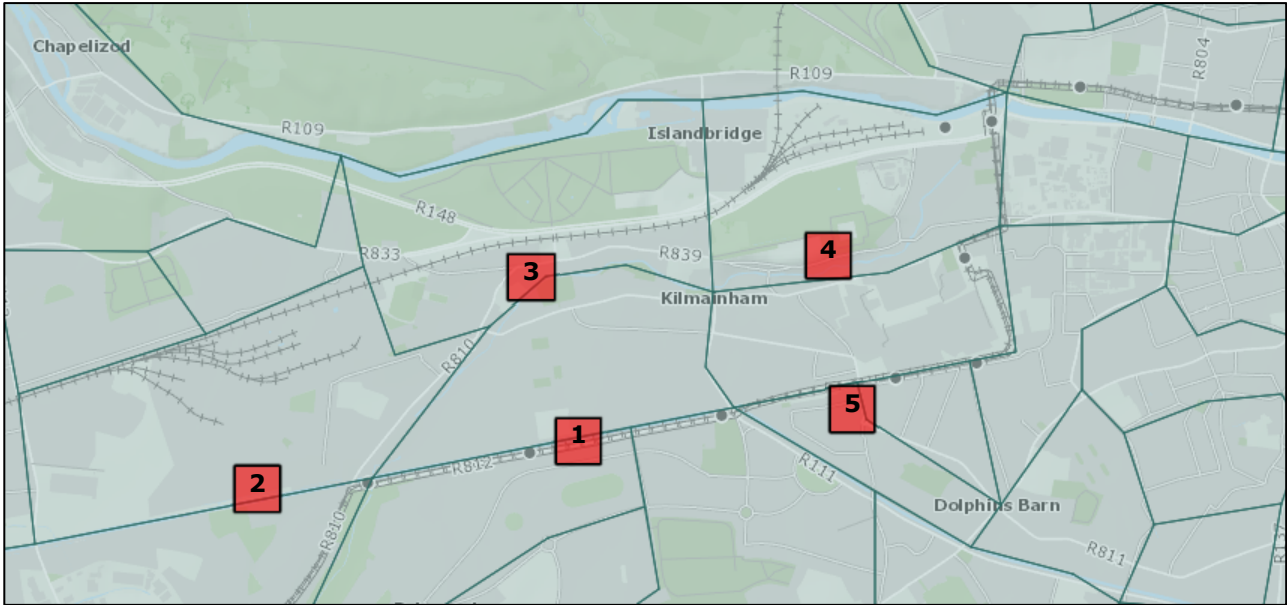 Chapelizod
R804
R109
R109
Islandbridge
R148
R833
R839
4
3
Kilmainham
R810
5
1
R812
R111
2
Dolphins Barn
R810
R811